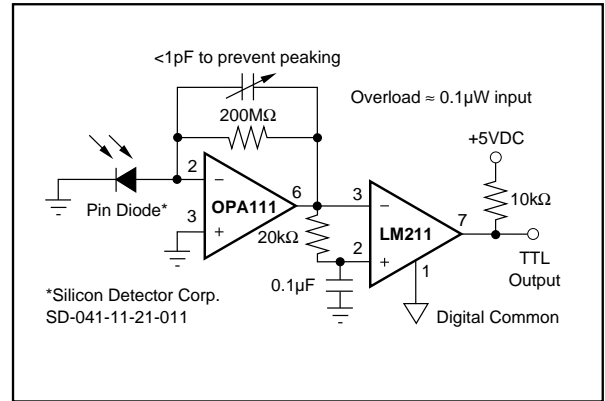 <1pF to prevent peaking
Overload ≈ 0.1µW input
200MΩ
+5VDC
2
−
OPA111
6
3
+
Pin Diode*
20kΩ
3
−
LM211
7
10kΩ
2
+
1
TTL
Output
0.1µF
*Silicon Detector Corp.
SD-041-11-21-011
Digital Common